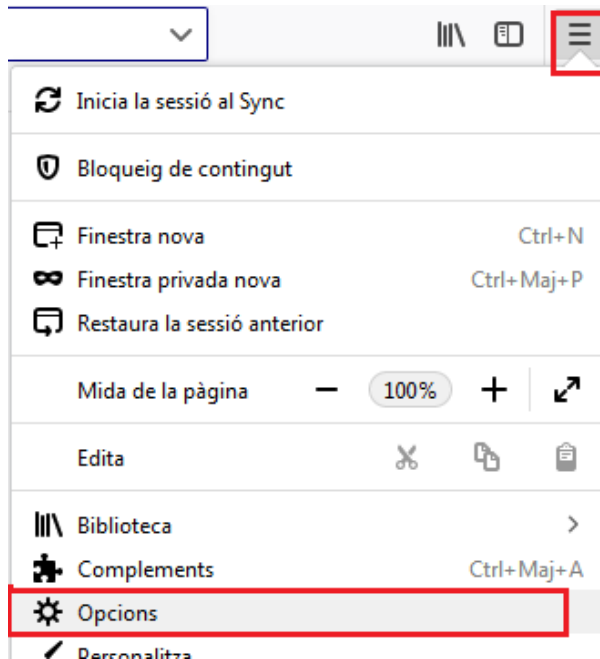 Inicia la sessió al Sync
Bloqueig de contingut
Finestra nova Ctrl+N
Finestra privada nova Ctrl+Maj+P
Restaura la sessió anterior
Mida de la pàgina 100%
Edita
Biblioteca
Complements Ctrl+Maj+A
Opcions
Personalitza